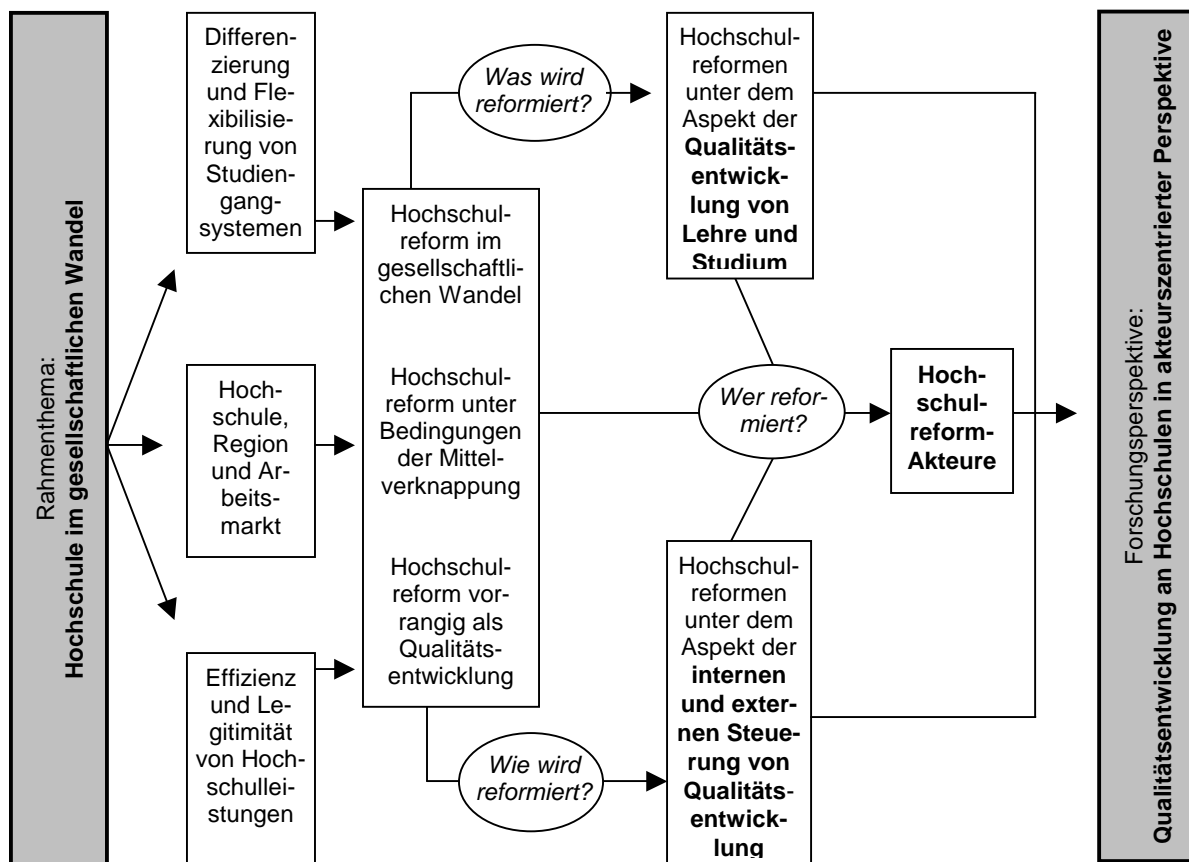 Rahmenthema:
Hochschule im gesellschaftlichen Wandel
Differen-
zierung
und Fle-
xibilisie-
rung von
Studien-
gang-
systemen
Hoch-
schule,
Region
und Ar-
beits-
markt
Effizienz
und Le-
gitimität
von Hoch-
schullei-
stungen
Hochschul-
reform im
gesellschaftli-
chen Wandel
Hochschul-
reform unter
Bedingungen
der Mittel-
verknappung
Hochschul-
reform vor-
rangig als
Qualitäts-
entwicklung
Was wird
reformiert?
Wie wird
reformiert?
Hochschul-
reformen
unter dem
Aspekt der
Qualitäts-
entwick-
lung von
Lehre und
Studium
Wer refor-
miert?
Hochschul-
reformen
unter dem
Aspekt der
internen
und exter-
nen Steue-
rung von
Qualitäts-
entwick-
lung
Hoch-
schul-
reform-
Akteure
Forschungsperspektive:
Qualitätsentwicklung an Hochschulen in akteurszentrierter Perspektive